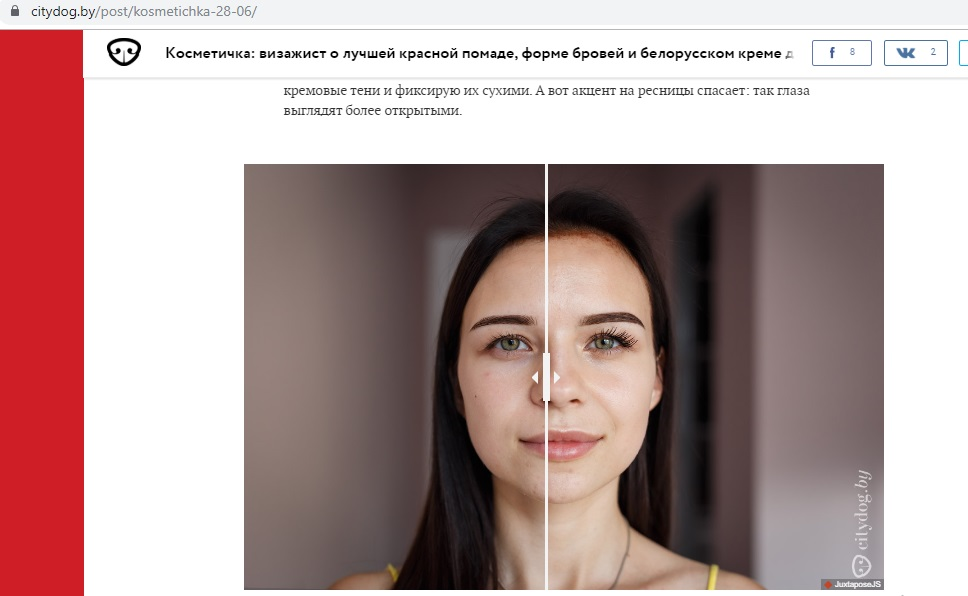 citydog.by/post/kosmetichka-28-06/
Косметичка: визажист о лучшей красной помаде, форме бровей и белорусском креме д
8
2
кремовые тени и фиксирую их сухими. А вот акцент на ресницы спасает: так глаза
выглядят более открытыми.
citydog.by
JuxtaposeJS